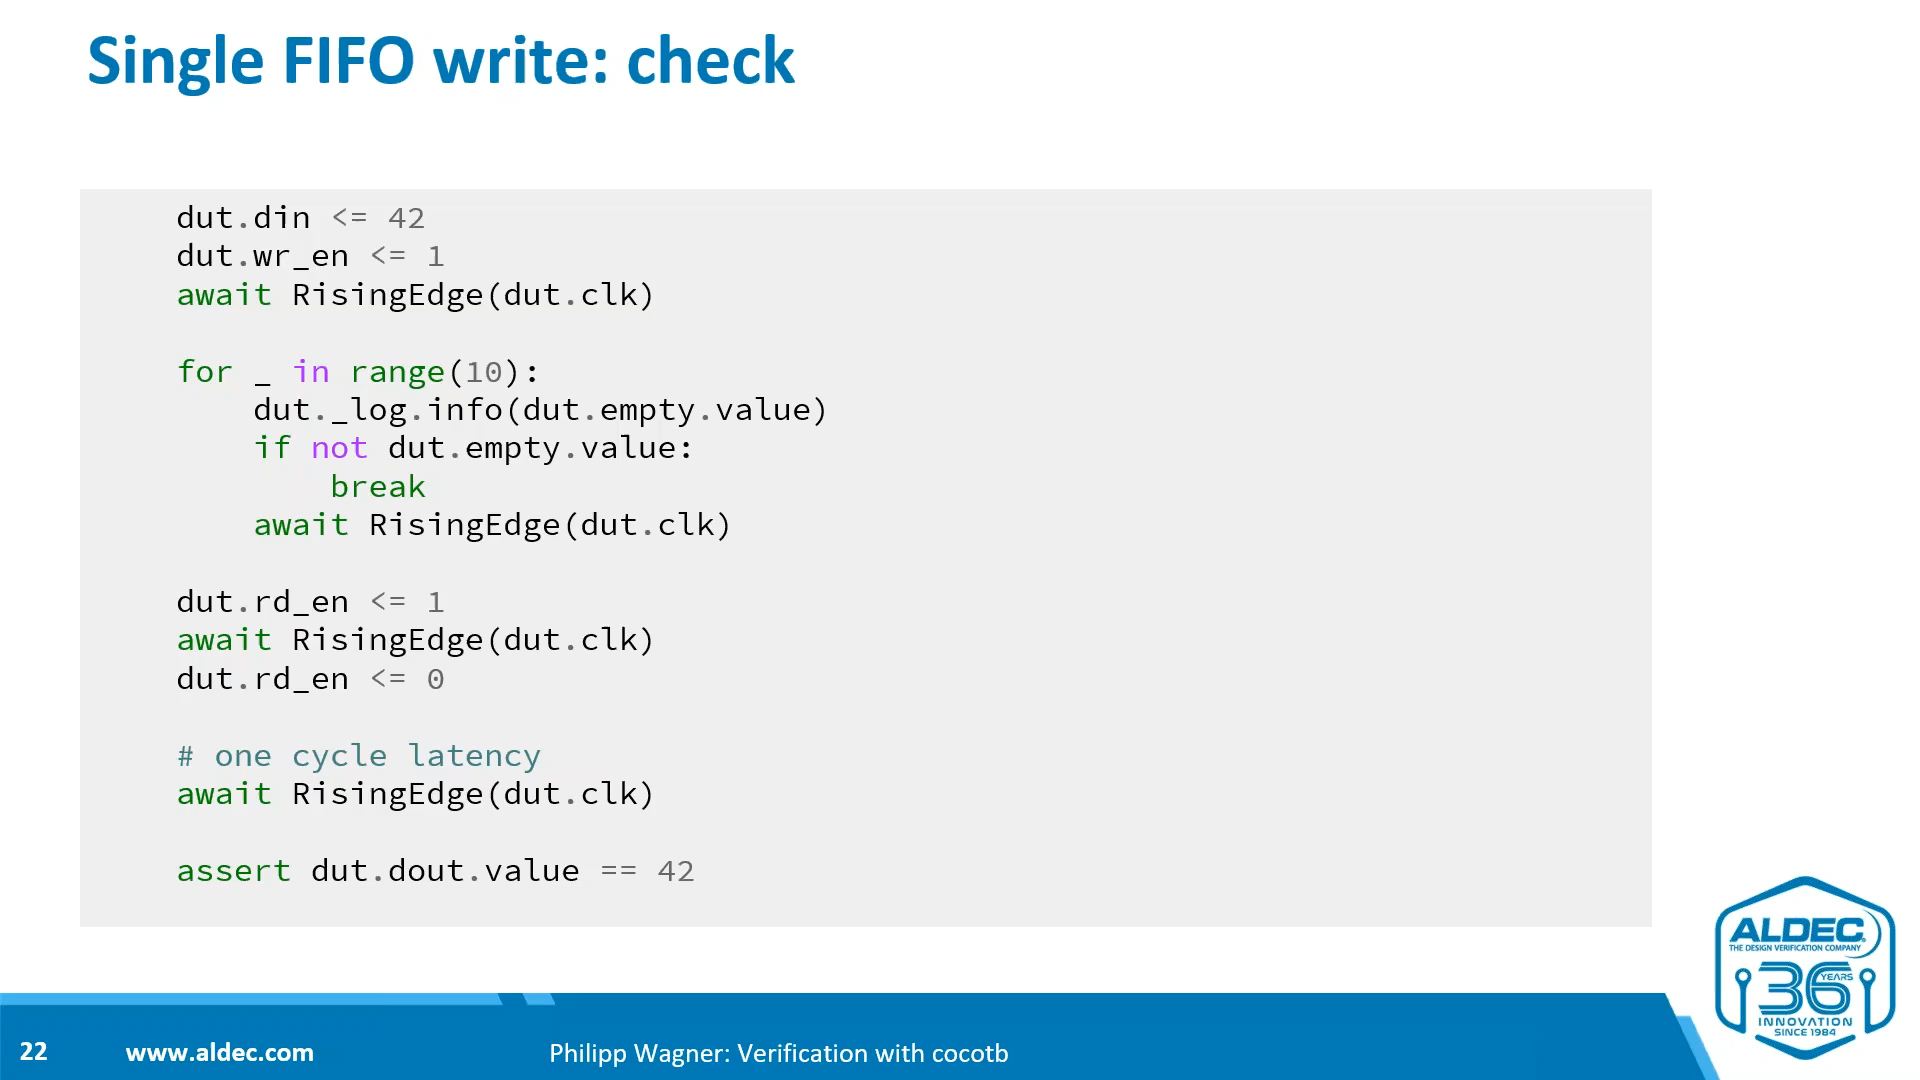 Single FIFO write: check
dut.din <= 42
dut.wr_en <= 1
await RisingEdge(dut.clk)
for _ in range(10):
dut._log.info(dut.empty.value)
if not dut.empty.value:
break
await RisingEdge(dut.clk)
dut.rd_en <= 1
await RisingEdge(dut.clk)
dut.rd_en <= 0
# one cycle latency
await RisingEdge(dut.clk)
assert dut.dout.value == 42
ALDEC
THE DESIGN VERIFICATION COMPANY
36 YEARS
INNOVATION
SINCE 1984
22 www.aldec.com Philipp Wagner: Verification with cocotb